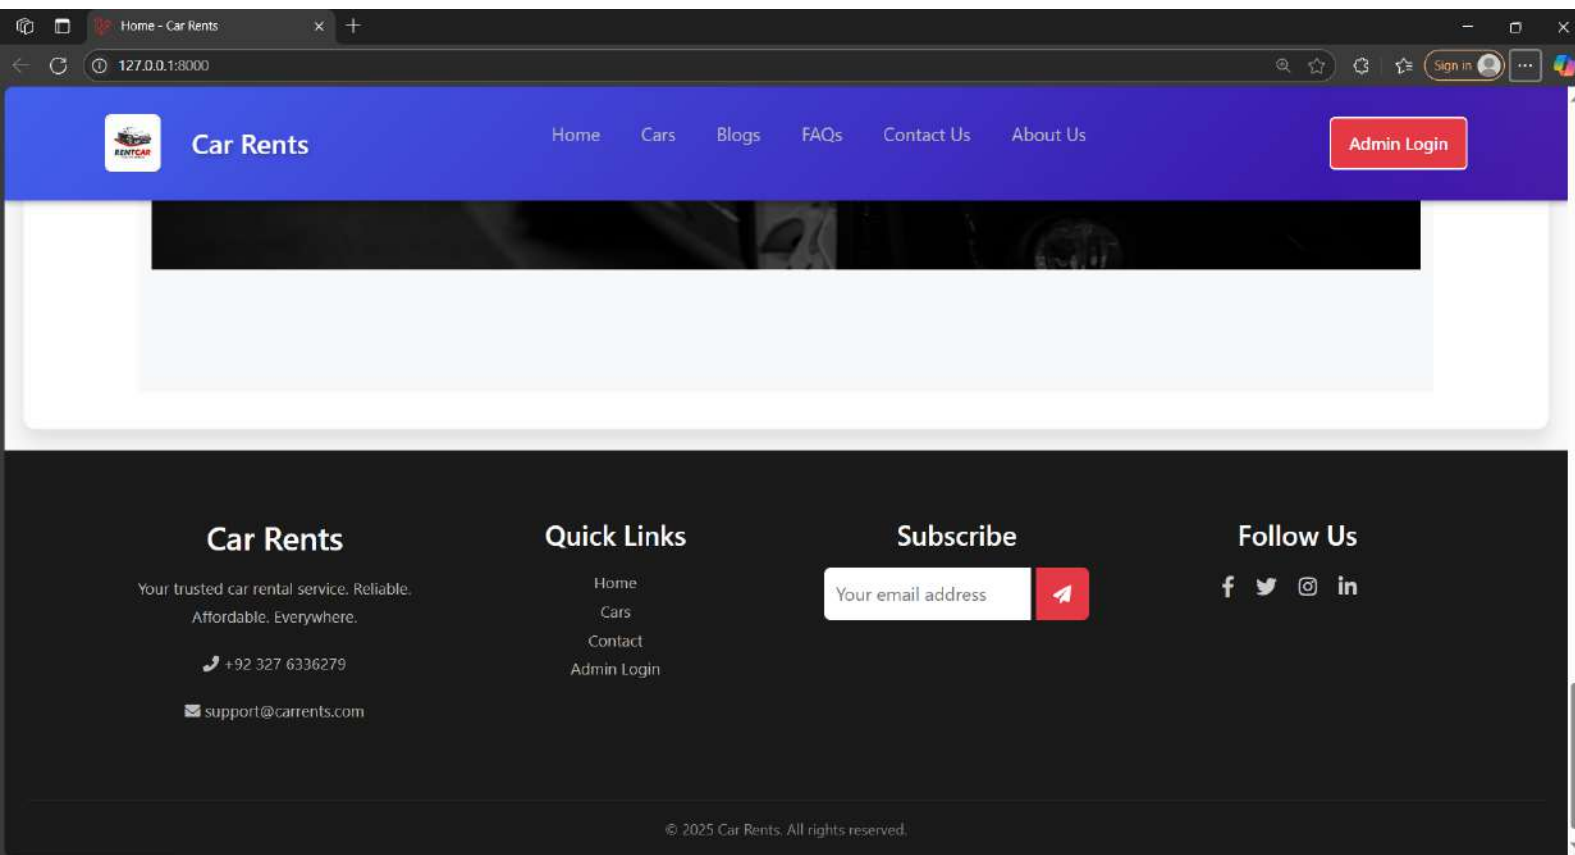 Home - Car Rents
127.0.0.1:8000
Sign in
RENTCAR
Car Rents
Home Cars Blogs FAQs Contact Us About Us
Admin Login
Car Rents
Your trusted car rental service. Reliable.
Affordable. Everywhere.
+92 327 6336279
support@carrents.com
Quick Links
Home
Cars
Contact
Admin Login
Subscribe
Your email address
Follow Us
© 2025 Car Rents. All rights reserved.